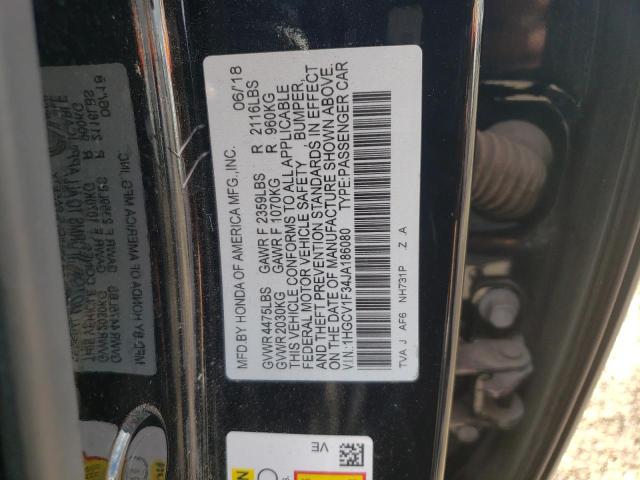 MFD.BY HONDA OF AMERICA MFG.,INC. 06/'18
GVWR 4475LBS GAWR F 2359LBS R 2116LBS
GVWR 2030KG GAWR F 1070KG R 960KG
THIS VEHICLE CONFORMS TO ALL APPLICABLE
FEDERAL MOTOR VEHICLE SAFETY, BUMPER,
AND THEFT PREVENTION STANDARDS IN EFFECT
ON THE DATE OF MANUFACTURE SHOWN ABOVE.
V.I.N.:1HGCV1F34JA186080 TYPE:PASSENGER CAR
TVA J AF6 NH731P Z A
VE